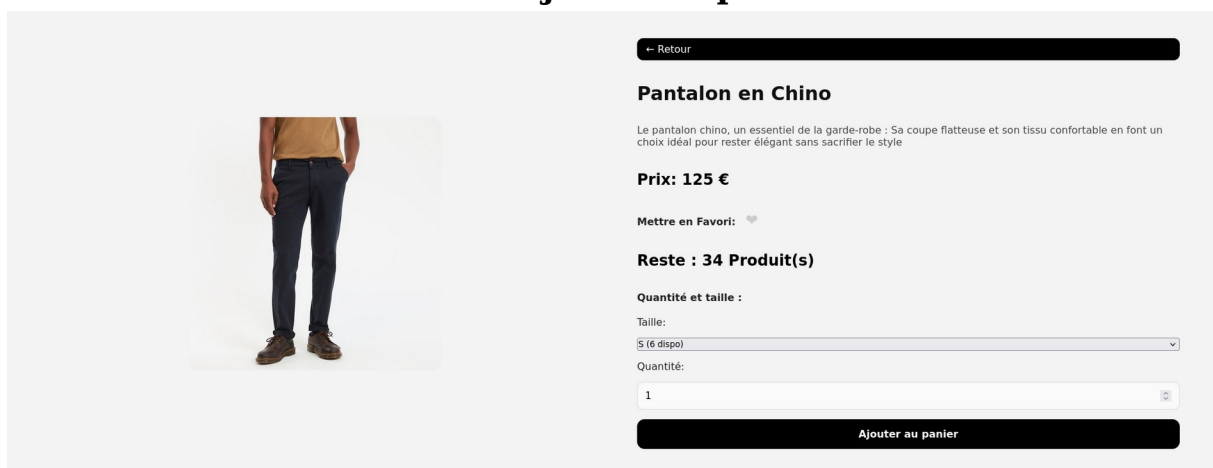 ← Retour
Pantalon en Chino
Le pantalon chino, un essentiel de la garde-robe : Sa coupe flatteuse et son tissu confortable en font un
choix idéal pour rester élégant sans sacrifier le style
Prix: 125 €
Mettre en Favori: ❤
Reste : 34 Produit(s)
Quantité et taille :
Taille:
S (6 dispo)
Quantité:
1
Ajouter au panier